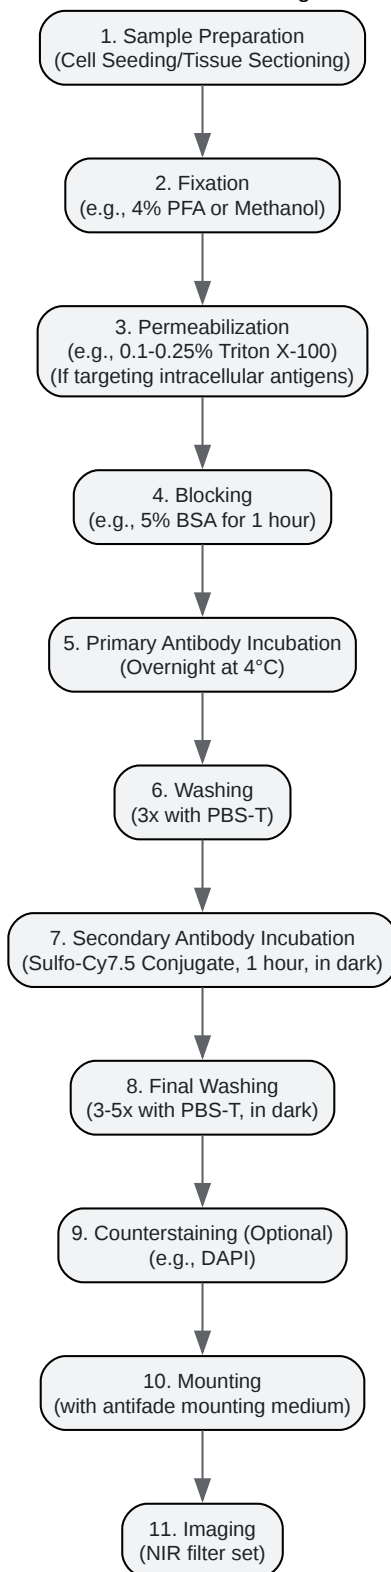 1. Sample Preparation
(Cell Seeding/Tissue Sectioning)
2. Fixation
(e.g., 4% PFA or Methanol)
3. Permeabilization
(e.g., 0.1-0.25% Triton X-100)
(If targeting intracellular antigens)
4. Blocking
(e.g., 5% BSA for 1 hour)
5. Primary Antibody Incubation
(Overnight at 4°C)
6. Washing
(3x with PBS-T)
7. Secondary Antibody Incubation
(Sulfo-Cy7.5 Conjugate, 1 hour, in dark)
8. Final Washing
(3-5x with PBS-T, in dark)
9. Counterstaining (Optional)
(e.g., DAPI)
10. Mounting
(with antifade mounting medium)
11. Imaging
(NIR filter set)